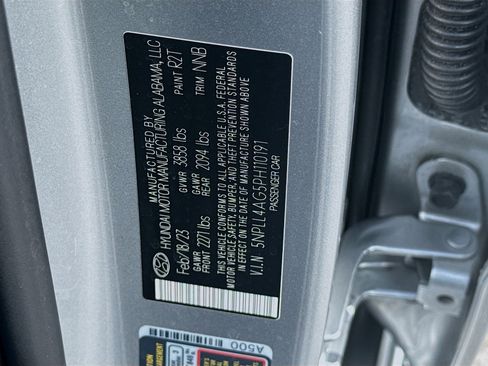 MANUFACTURED BY
HYUNDAI MOTOR MANUFACTURING ALABAMA, LLC
Feb/18/23 GVWR 3858 lbs PAINT R2T
GAWR FRONT 2271 lbs GAWR REAR 2094 lbs TRIM NNB
THIS VEHICLE CONFORMS TO ALL APPLICABLE U.S.A. FEDERAL
MOTOR VEHICLE SAFETY, BUMPER, AND THEFT PREVENTION STANDARDS
IN EFFECT ON THE DATE OF MANUFACTURE SHOWN ABOVE
V.I.N 5NPLL4AG5PH110191
PASSENGER CAR
A500